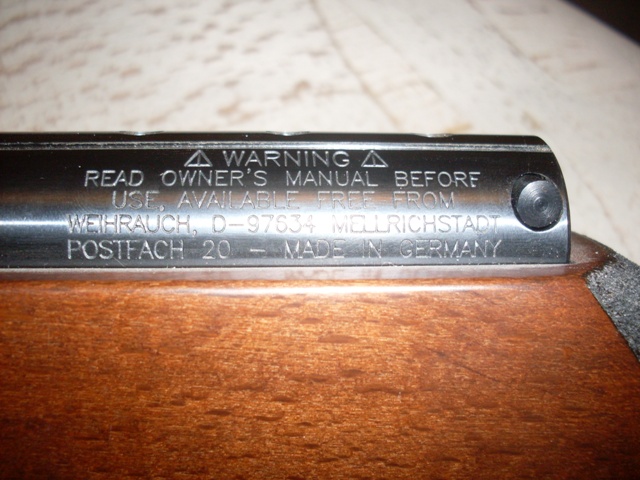 ⚠ WARNING ⚠
READ OWNER'S MANUAL BEFORE
USE, AVAILABLE FREE FROM
WEIHRAUCH, D-97634 MELLRICHSTADT
POSTFACH 20 - MADE IN GERMANY